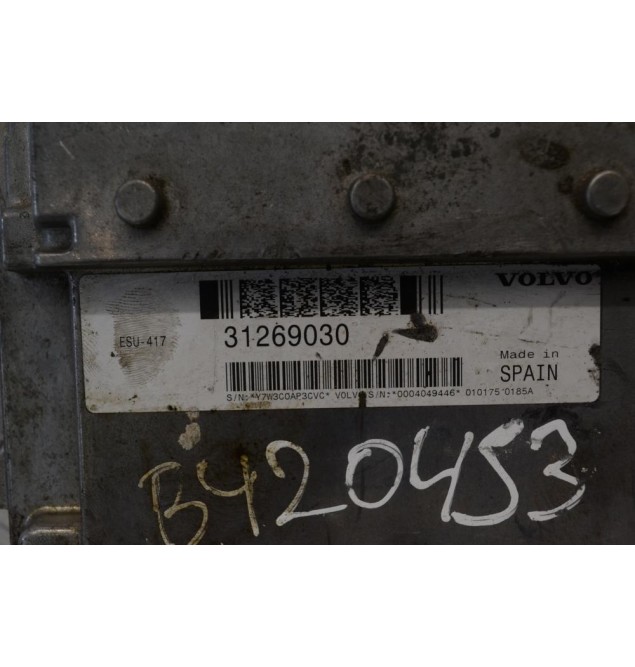 VOLVO
ESU-417
31269030
Made in
SPAIN
S/N:*Y7W3C0AP3CVC* VOLVO S/N:*0004049446* 010175 0185A
B420453